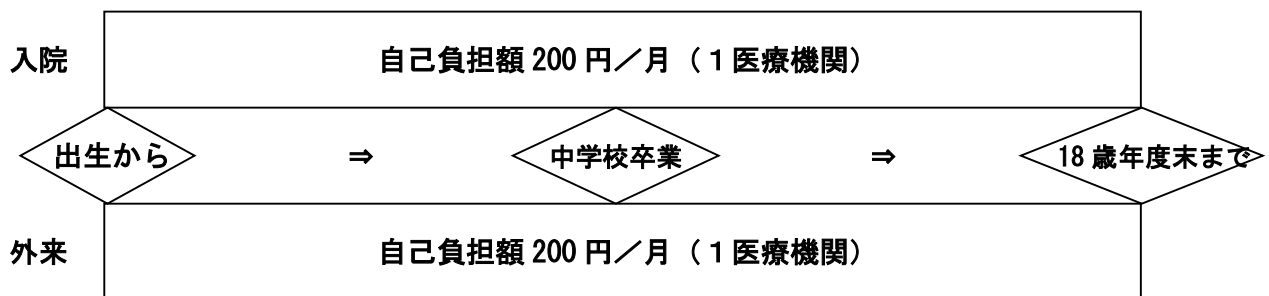 入院 自己負担額 200 円／月（１医療機関）
出生から ⇒ 中学校卒業 ⇒ 18 歳年度末まで
外来 自己負担額 200 円／月（１医療機関）